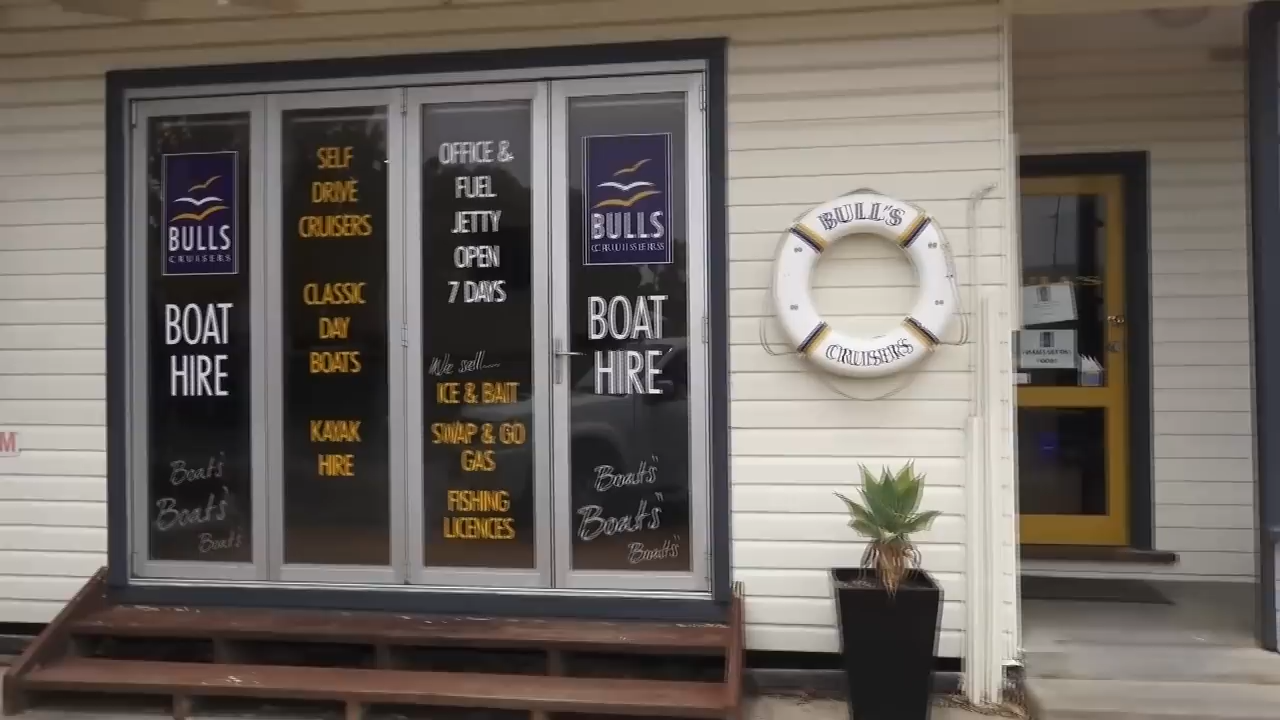 BULLS
CRUISERS
BOAT
HIRE
Boats
Boats
Boats
SELF
DRIVE
CRUISERS
CLASSIC
DAY
BOATS
KAYAK
HIRE
OFFICE &
FUEL
JETTY
OPEN
7 DAYS
We sell....
ICE & BAIT
SWAP & GO
GAS
FISHING
LICENCES
BULLS
CRUISERS
BOAT
HIRE
Boats
Boats
Boats
BULL'S
CRUISERS
M